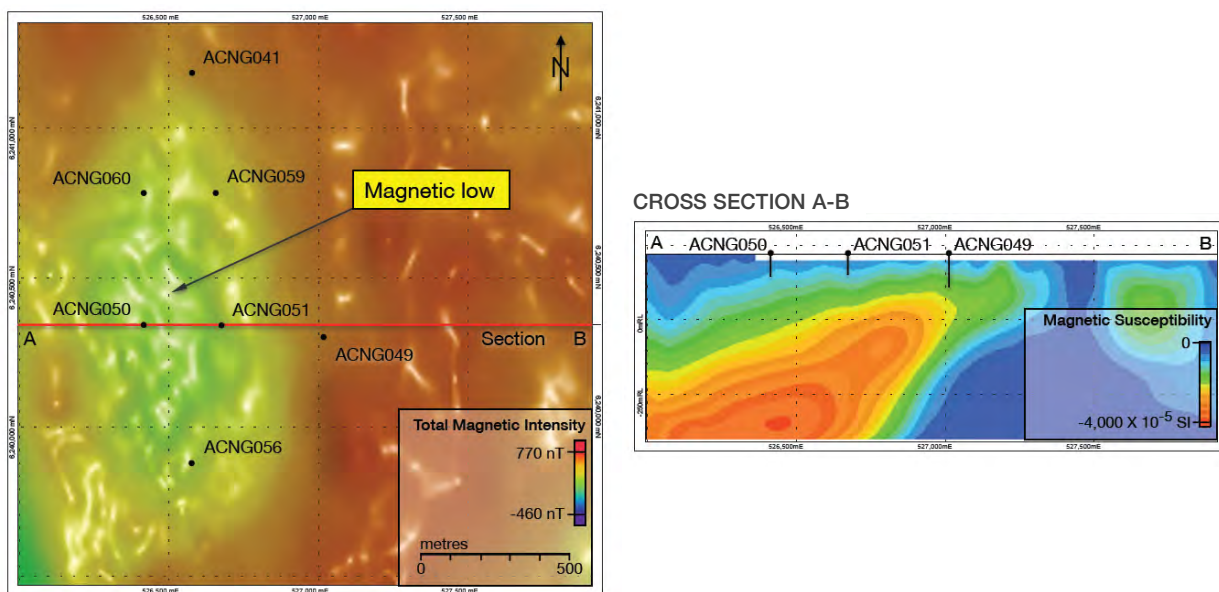 526,500 mE
527,000 mE
527,500 mE
ACNG041
N
6,241,000 mN
6,241,000 mN
ACNG060
ACNG059
Magnetic low
6,240,500 mN
6,240,500 mN
ACNG050
ACNG051
A
Section
B
ACNG049
6,240,000 mN
6,240,000 mN
Total Magnetic Intensity
770 nT
-460 nT
ACNG056
metres
0
500
526,500 mE
527,000 mE
527,500 mE
CROSS SECTION A-B
526,500mE
527,000mE
527,500mE
A
ACNG050
ACNG051
ACNG049
B
0mRL
Magnetic Susceptibility
0
-250mRL
-4,000 X 10⁻⁵ SI
526,500mE
527,000mE
527,500mE